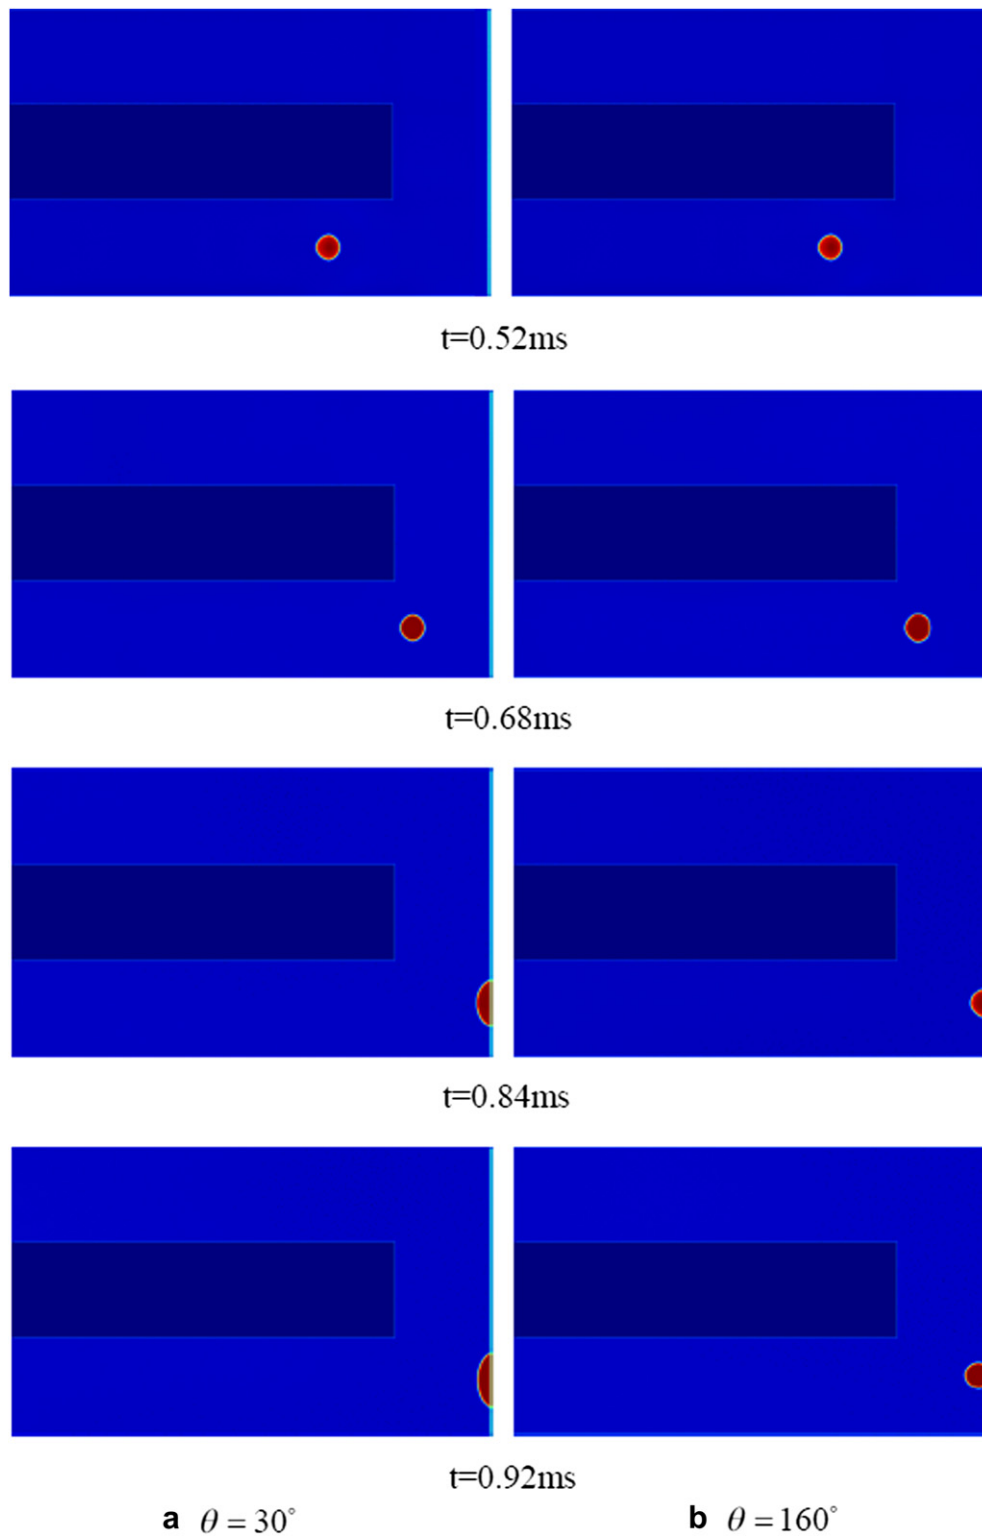 t=0.52ms
t=0.68ms
t=0.84ms
t=0.92ms
a θ = 30° b θ = 160°